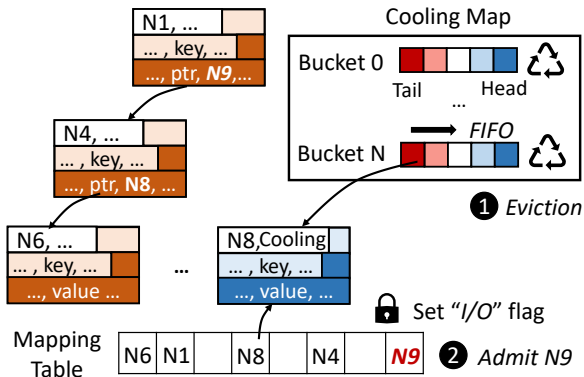 Cooling Map
N1, ...
... , key, ...
..., ptr, N9,...
Bucket 0
Tail
Head
...
FIFO
Bucket N
N4, ...
... , key, ...
..., ptr, N8, ...
1 Eviction
N6, ...
... , key, ...
..., value ...
...
N8,Cooling
... , key, ...
..., value, ...
Set “I/O” flag
Mapping
Table
N6 N1 N8 N4 N9
2 Admit N9